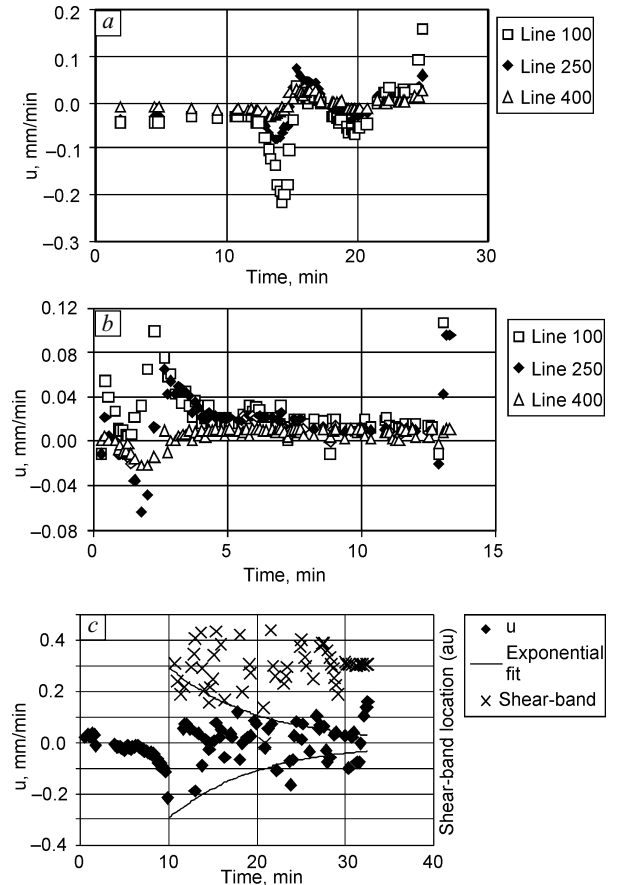 a
u, mm/min
0.2
0.1
0.0
–0.1
–0.2
–0.3
0
10
20
30
Time, min
Line 100
Line 250
Line 400
b
u, mm/min
0.12
0.08
0.04
0.00
–0.04
–0.08
0
5
10
15
Time, min
Line 100
Line 250
Line 400
c
u, mm/min
0.4
0.2
0.0
–0.2
–0.4
0
10
20
30
40
Time, min
Shear-band location (au)
u
Exponential
fit
Shear-band